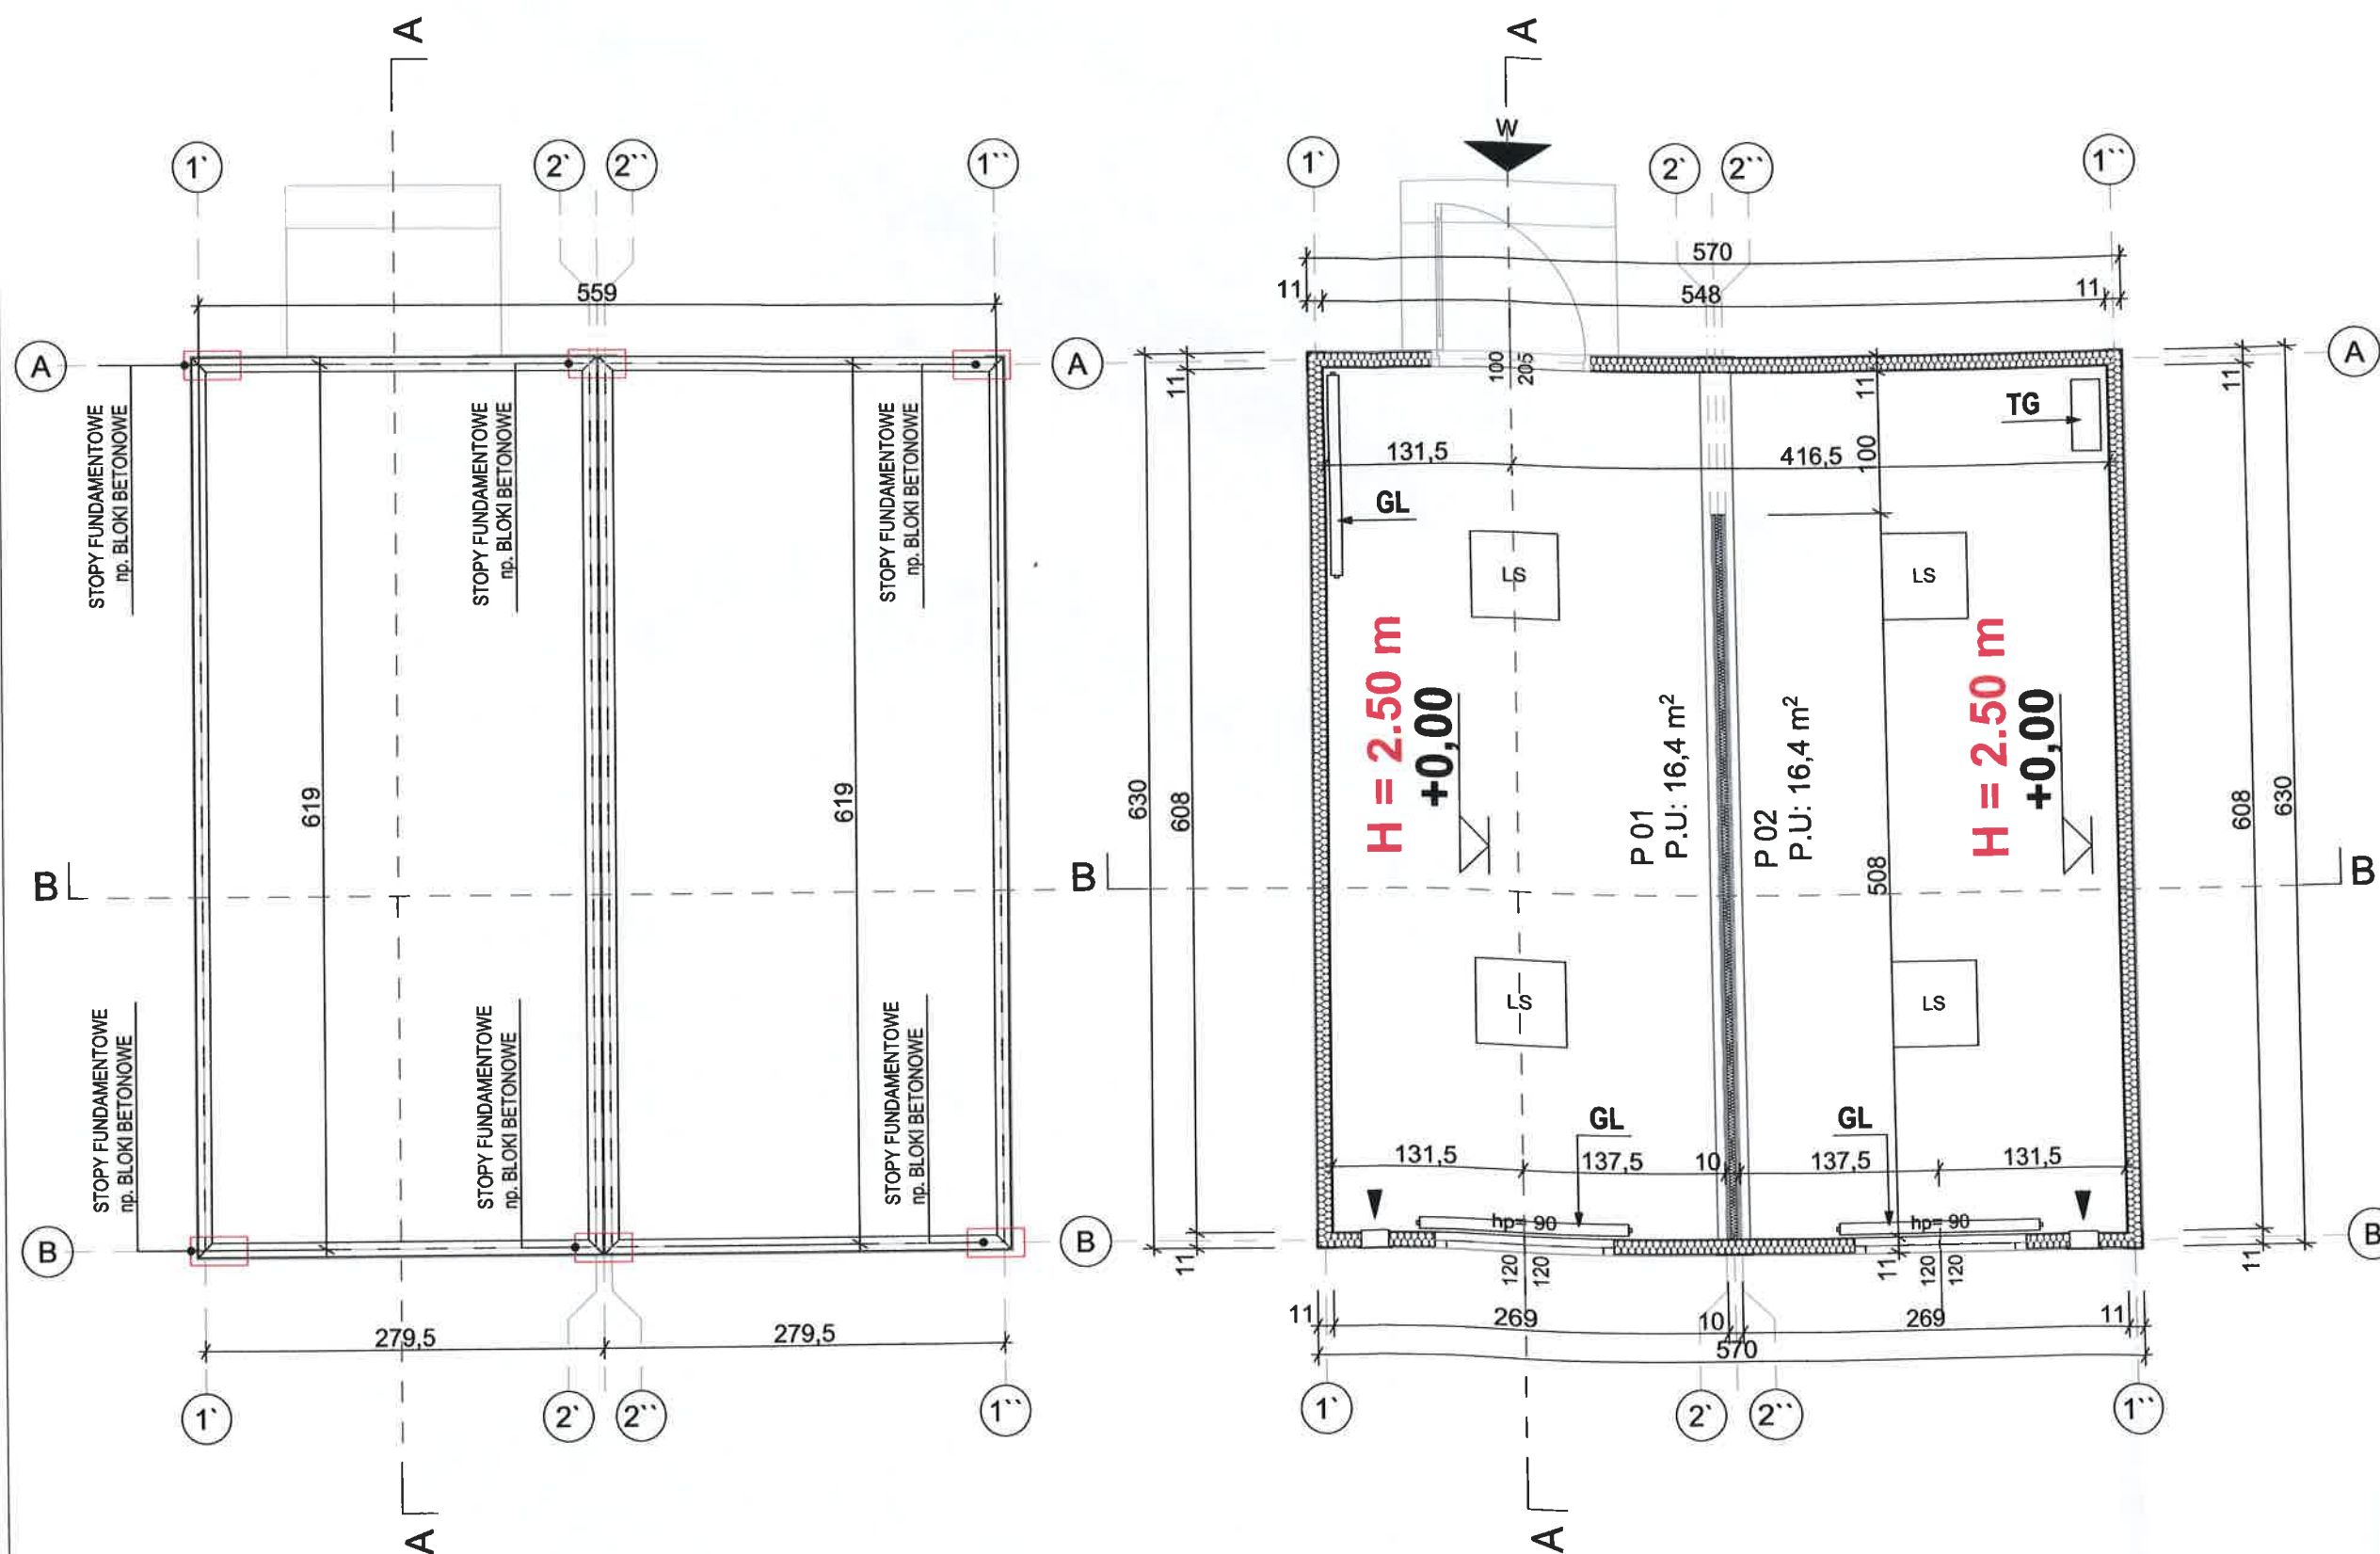 A
1`
2`
2``
1``
559
A
A
STOPY FUNDAMENTOWE
np. BLOKI BETONOWE
STOPY FUNDAMENTOWE
np. BLOKI BETONOWE
STOPY FUNDAMENTOWE
np. BLOKI BETONOWE
619
619
B
B
STOPY FUNDAMENTOWE
np. BLOKI BETONOWE
STOPY FUNDAMENTOWE
np. BLOKI BETONOWE
STOPY FUNDAMENTOWE
np. BLOKI BETONOWE
B
B
279,5
279,5
1`
2`
2``
1``
A
A
W
1`
2`
2``
1``
570
11
548
11
A
11
100
205
11
11
TG
131,5
416,5
100
GL
LS
LS
H = 2.50 m
+0,00
P 01
P.U: 16,4 m²
P 02
P.U: 16,4 m²
H = 2.50 m
+0,00
630
608
508
608
630
B
LS
LS
GL
GL
131,5
137,5
10
137,5
131,5
hp= 90
hp= 90
B
11
120
120
11
120
120
11
11
269
10
269
11
570
1`
2`
2``
1``
A